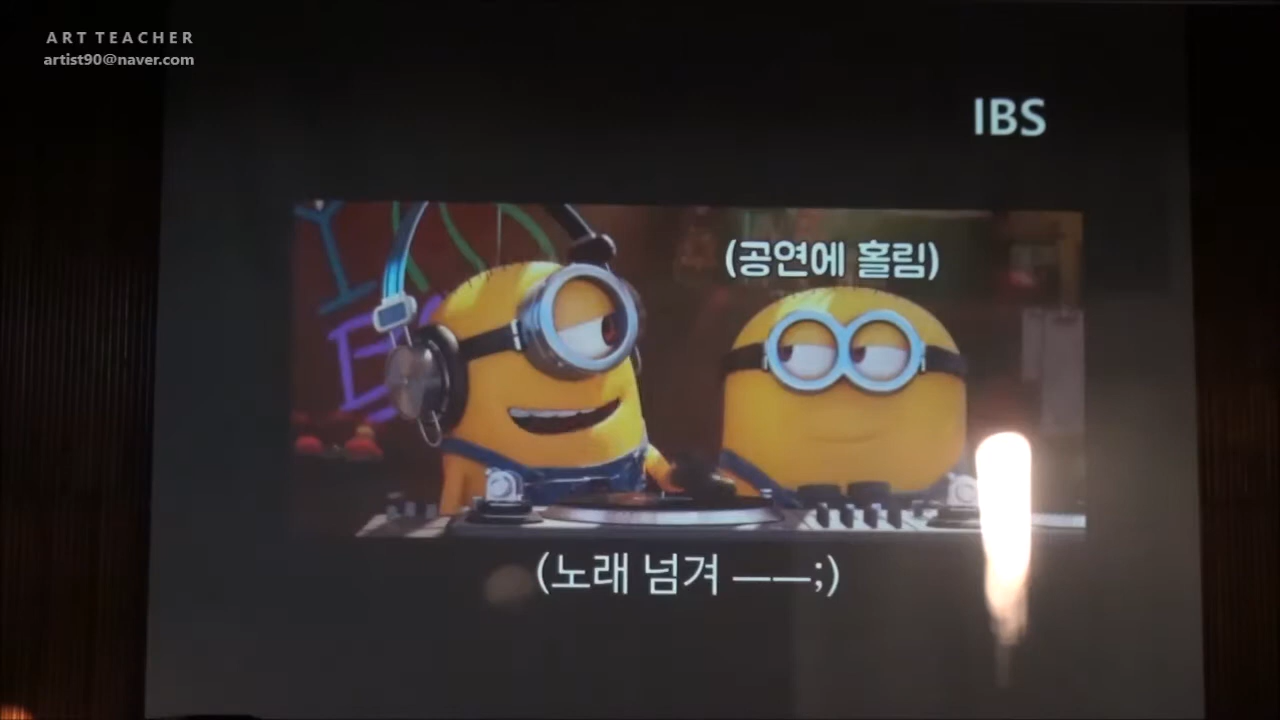 ART TEACHER
artist90@naver.com
IBS
(공연에 홀림)
(노래 넘겨 ——;)